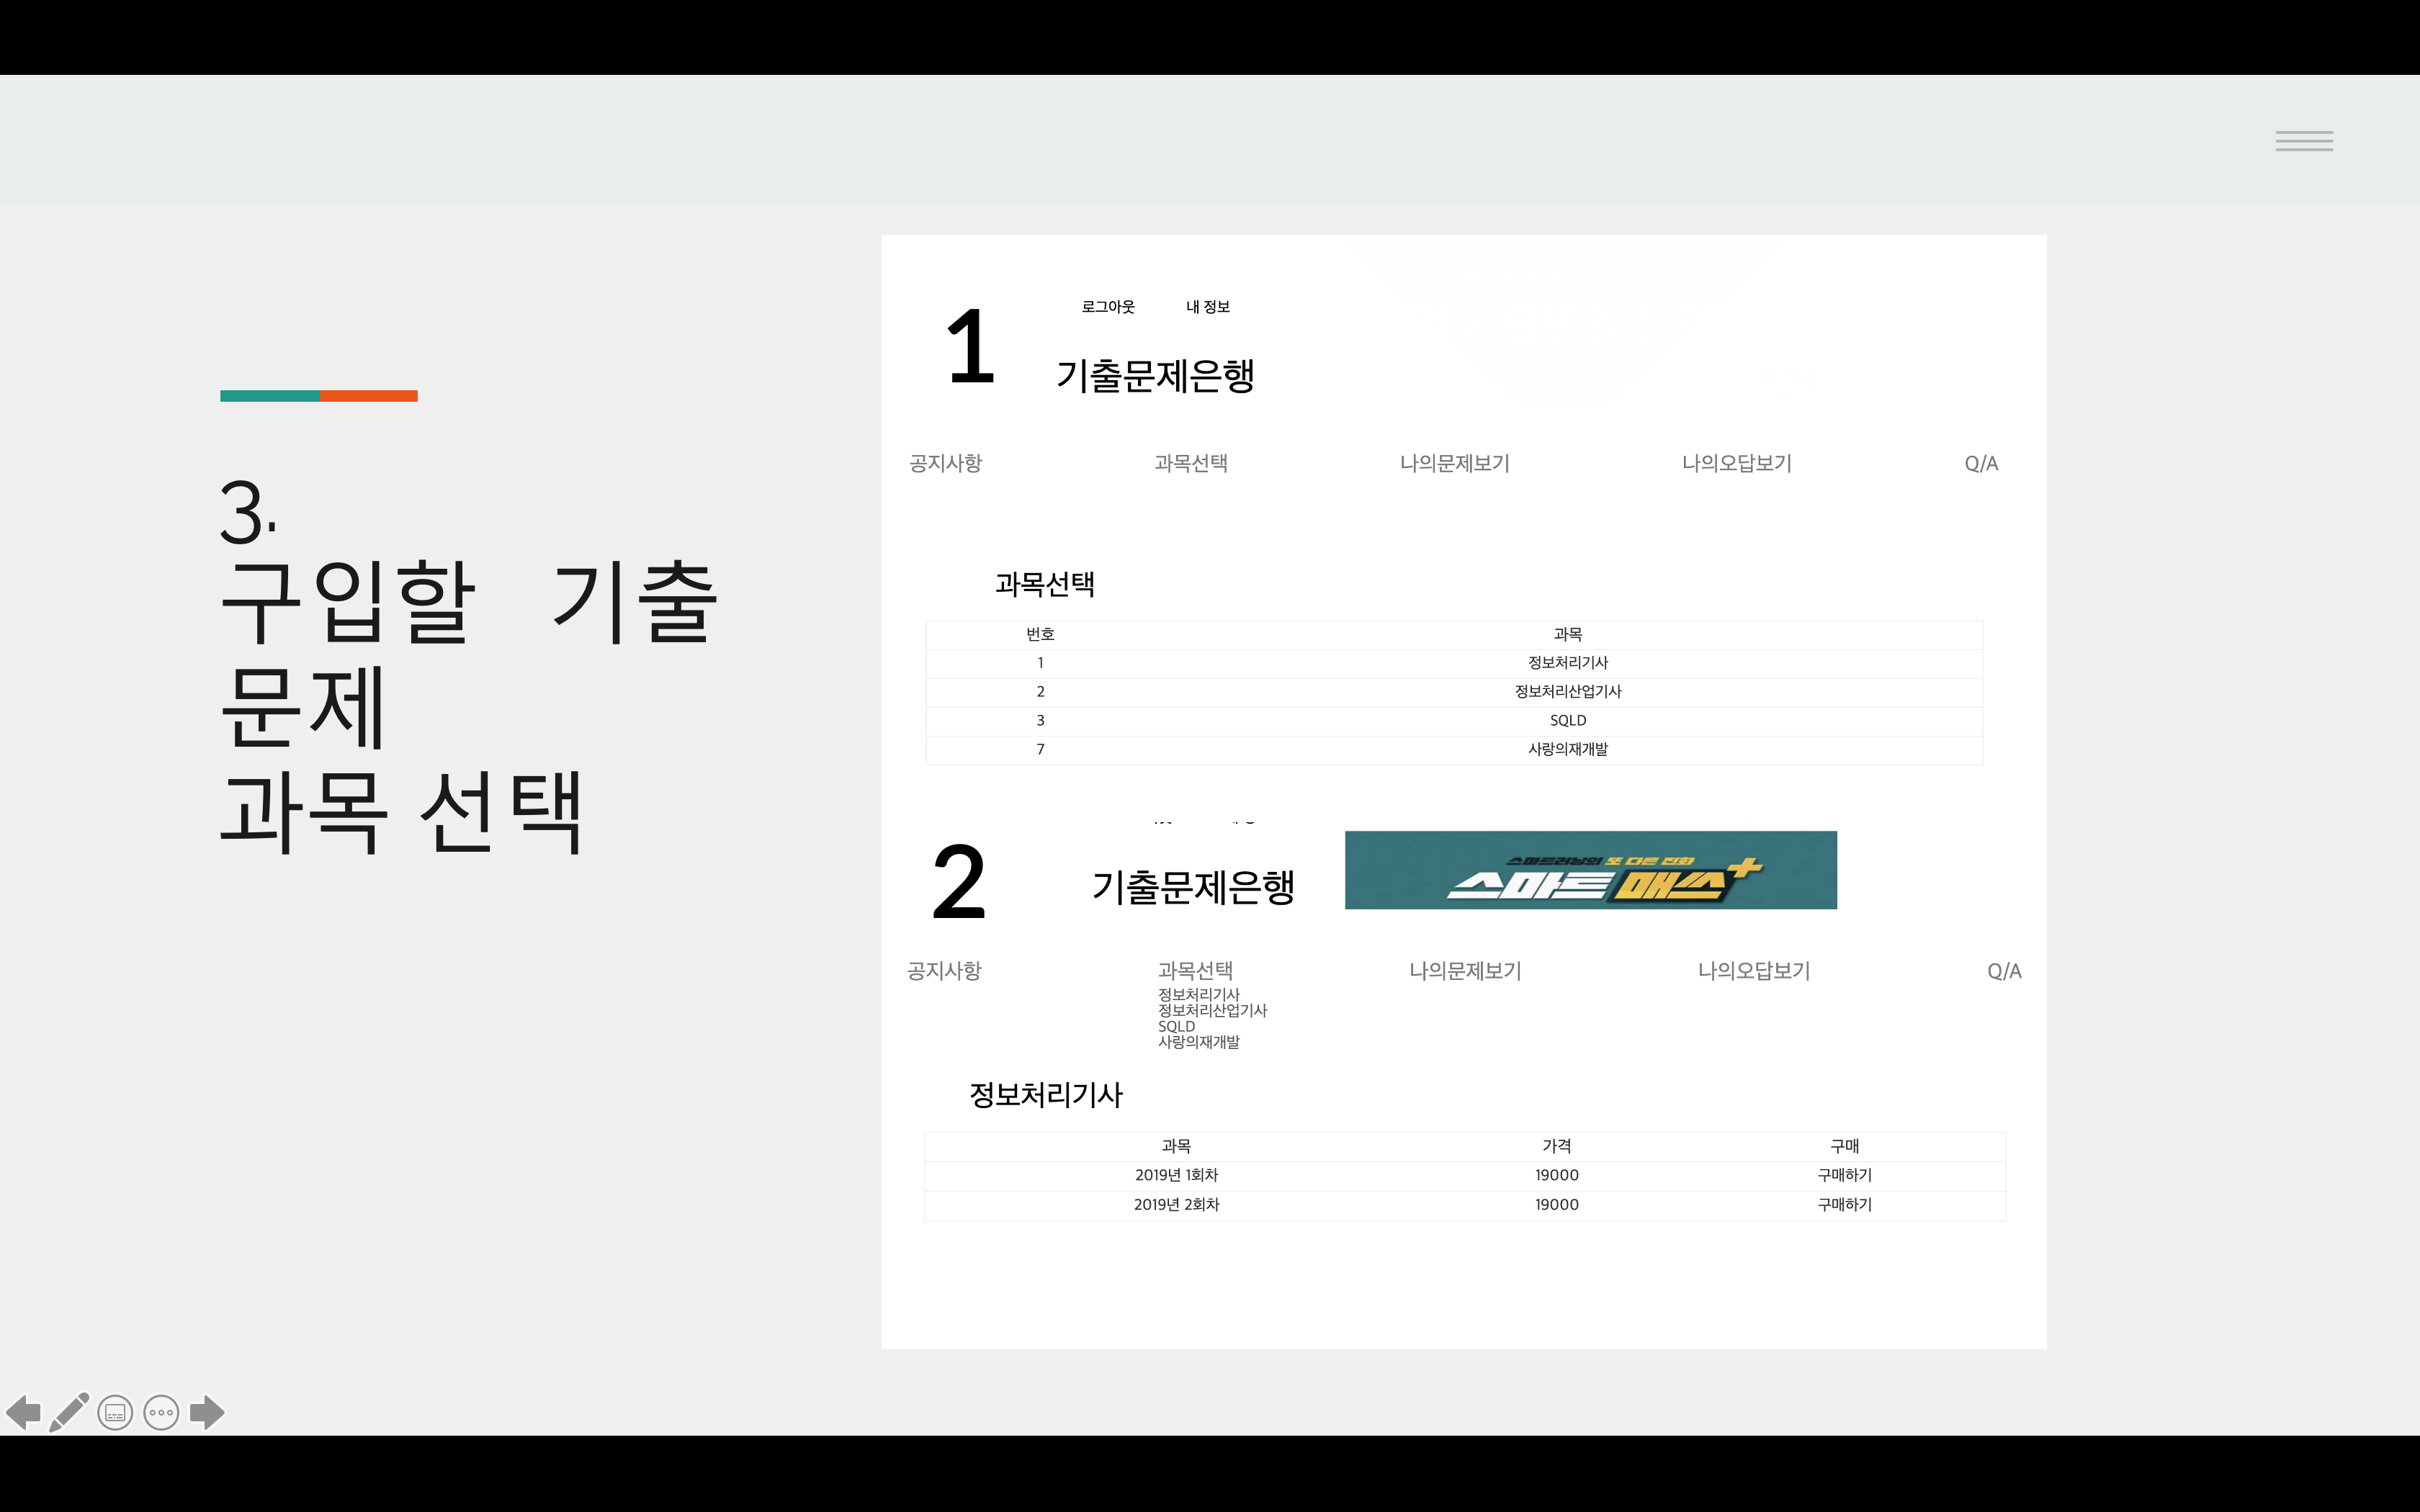 3.
구입할 기출
문제
과목 선택
1
로그아웃 내 정보
기출문제은행
공지사항 과목선택 나의문제보기 나의오답보기 Q/A
과목선택
번호 과목
1 정보처리기사
2 정보처리산업기사
3 SQLD
7 사랑의재개발
2
기출문제은행
스마트러닝의 또 다른 진화
스마트매쓰+
공지사항 과목선택 나의문제보기 나의오답보기 Q/A
정보처리기사
정보처리산업기사
SQLD
사랑의재개발
정보처리기사
과목 가격 구매
2019년 1회차 19000 구매하기
2019년 2회차 19000 구매하기